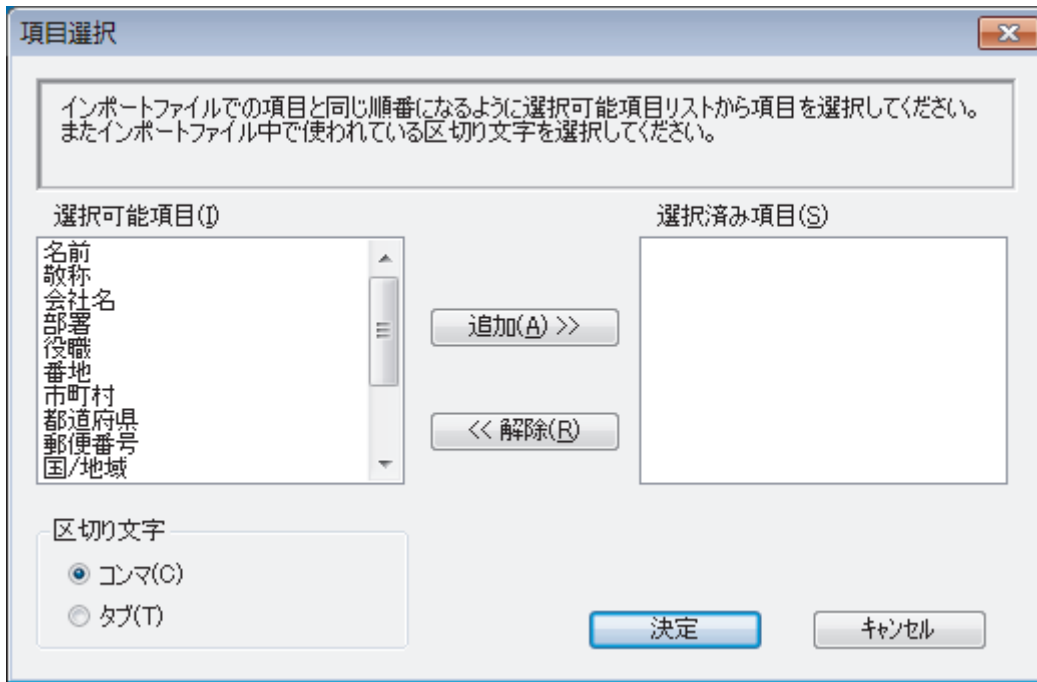 項目選択
インポートファイルでの項目と同じ順番になるように選択可能項目リストから項目を選択してください。
またインポートファイル中で使われている区切り文字を選択してください。
選択可能項目(I)
選択済み項目(S)
名前
敬称
会社名
部署
役職
番地
市町村
都道府県
郵便番号
国/地域
追加(A) >>
<< 解除(R)
区切り文字
コンマ(C)
タブ(T)
決定
キャンセル